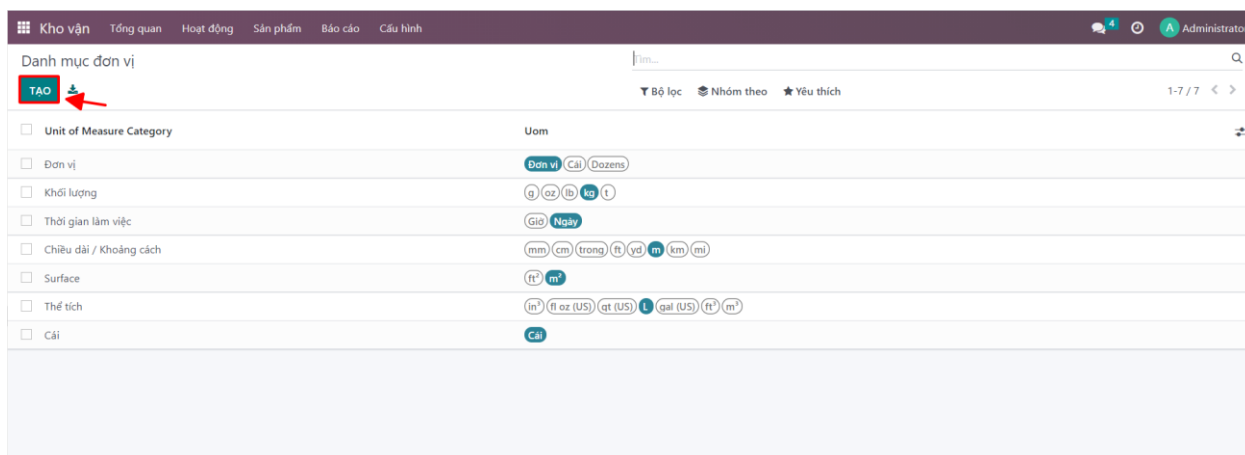 Kho vận Tổng quan Hoạt động Sản phẩm Báo cáo Cấu hình 4 A Administrato
Danh mục đơn vị Tìm...
TẠO Bộ lọc Nhóm theo Yêu thích 1-7 / 7
Unit of Measure Category Uom
Đơn vị Đơn vị Cái Dozens
Khối lượng g oz lb kg t
Thời gian làm việc Giờ Ngày
Chiều dài / Khoảng cách mm cm trong ft yd m km mi
Surface ft² m²
Thể tích in³ fl oz (US) qt (US) L gal (US) ft³ m³
Cái Cái